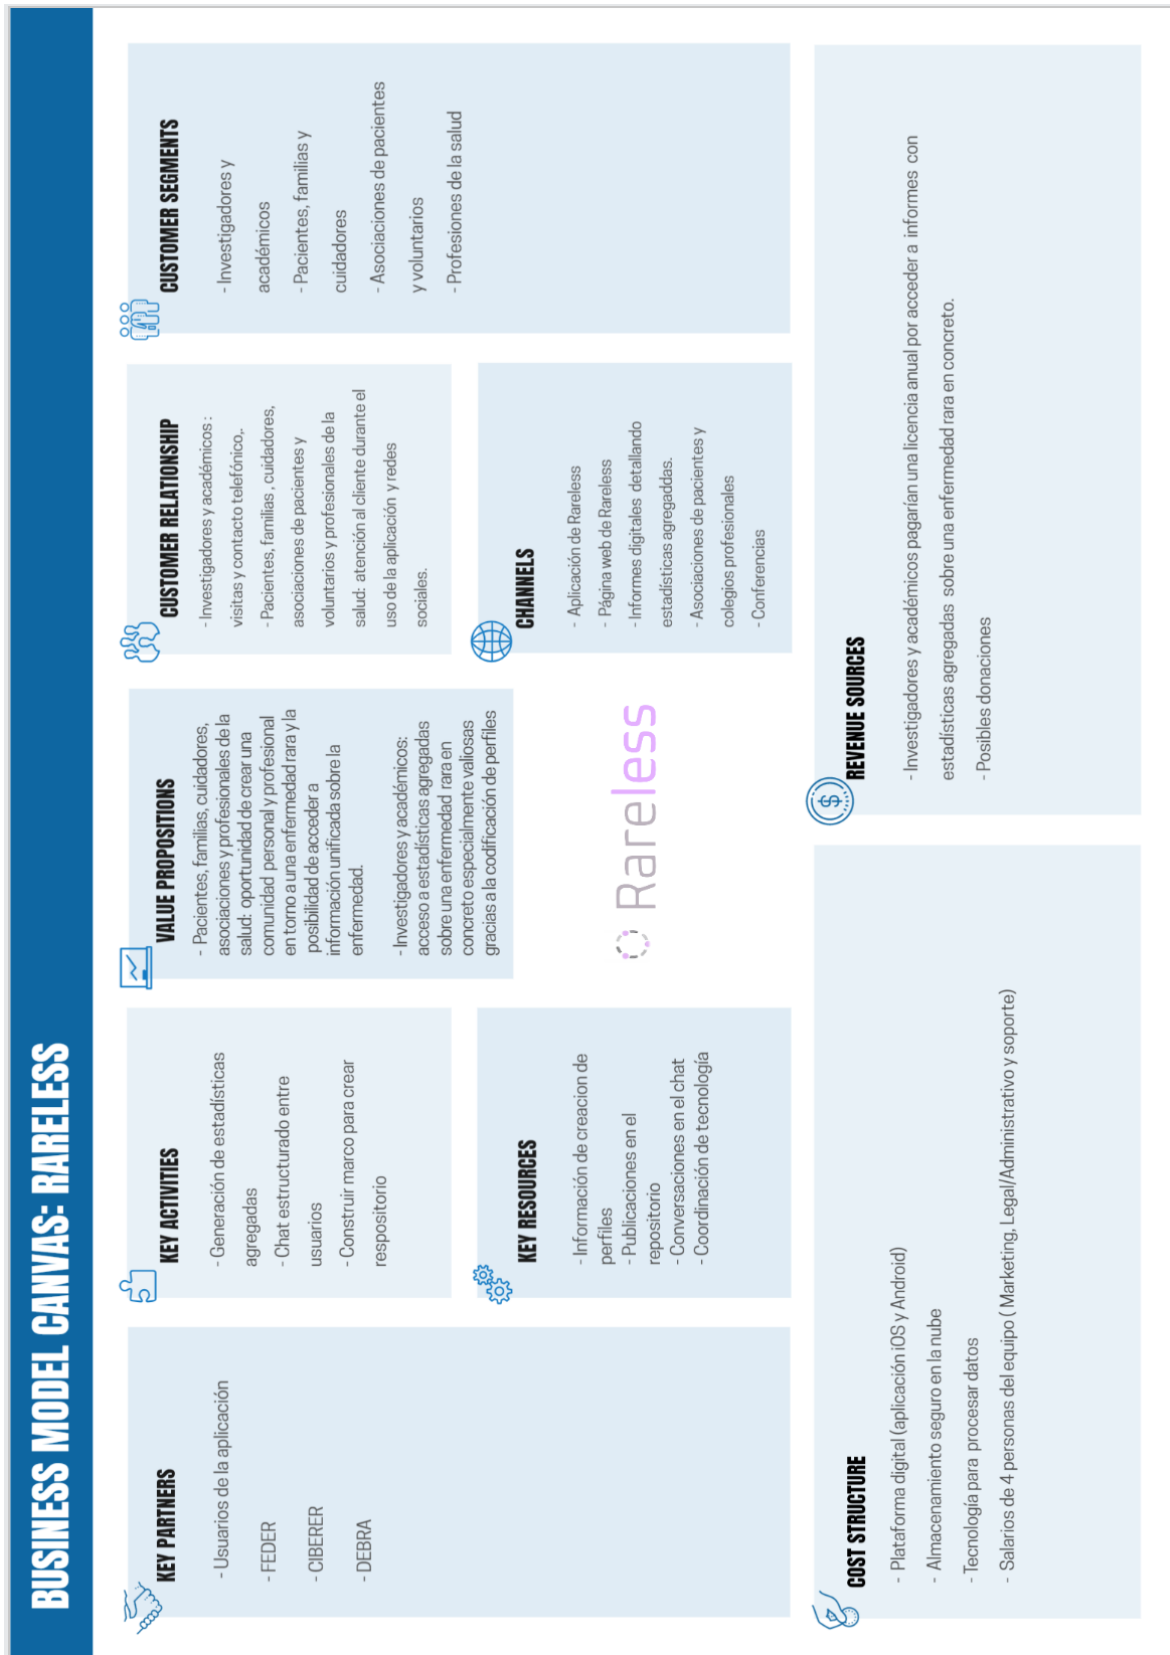 BUSINESS MODEL CANVAS: RARELESS
KEY PARTNERS
- Usuarios de la aplicación
- FEDER
- CIBERER
- DEBRA
KEY ACTIVITIES
- Generación de estadísticas
agregadas
- Chat estructurado entre
usuarios
- Construir marco para crear
respositorio
KEY RESOURCES
- Información de creacion de
perfiles
- Publicaciones en el
repositorio
- Conversaciones en el chat
- Coordinación de tecnología
VALUE PROPOSITIONS
- Pacientes, familias, cuidadores,
asociaciones y profesionales de la
salud: oportunidad de crear una
comunidad personal y profesional
en torno a una enfermedad rara y la
posibilidad de acceder a
información unificada sobre la
enfermedad.
- Investigadores y académicos:
acceso a estadísticas agregadas
sobre una enfermedad rara en
concreto especialmente valiosas
gracias a la codificación de perfiles
Rareless
CUSTOMER RELATIONSHIP
- Investigadores y académicos :
visitas y contacto telefónico,.
- Pacientes, familias , cuidadores,
asociaciones de pacientes y
voluntarios y profesionales de la
salud: atención al cliente durante el
uso de la aplicación y redes
sociales.
CHANNELS
- Aplicación de Rareless
- Página web de Rareless
- Informes digitales detallando
estadísticas agregaddas.
- Asociaciones de pacientes y
colegios profesionales
- Conferencias
CUSTOMER SEGMENTS
- Investigadores y
académicos
- Pacientes, familias y
cuidadores
- Asociaciones de pacientes
y voluntarios
- Profesiones de la salud
COST STRUCTURE
- Plataforma digital (aplicación iOS y Android)
- Almacenamiento seguro en la nube
- Tecnología para procesar datos
- Salarios de 4 personas del equipo ( Marketing, Legal/Administrativo y soporte)
REVENUE SOURCES
- Investigadores y académicos pagarían una licencia anual por acceder a informes con
estadísticas agregadas sobre una enfermedad rara en concreto.
- Posibles donaciones